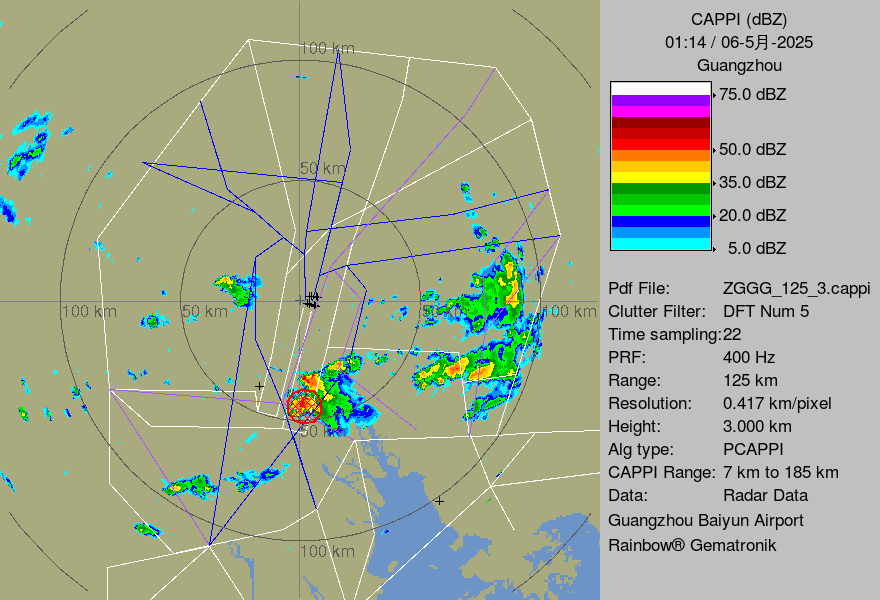 CAPPI (dBZ)
01:14 / 06-5月-2025
Guangzhou
75.0 dBZ
50.0 dBZ
35.0 dBZ
20.0 dBZ
5.0 dBZ
Pdf File: ZGGG_125_3.cappi
Clutter Filter: DFT Num 5
Time sampling:22
PRF: 400 Hz
Range: 125 km
Resolution: 0.417 km/pixel
Height: 3.000 km
Alg type: PCAPPI
CAPPI Range: 7 km to 185 km
Data: Radar Data
Guangzhou Baiyun Airport
Rainbow® Gematronik
100 km
50 km
100 km
50 km
50 km
100 km
50 km
100 km